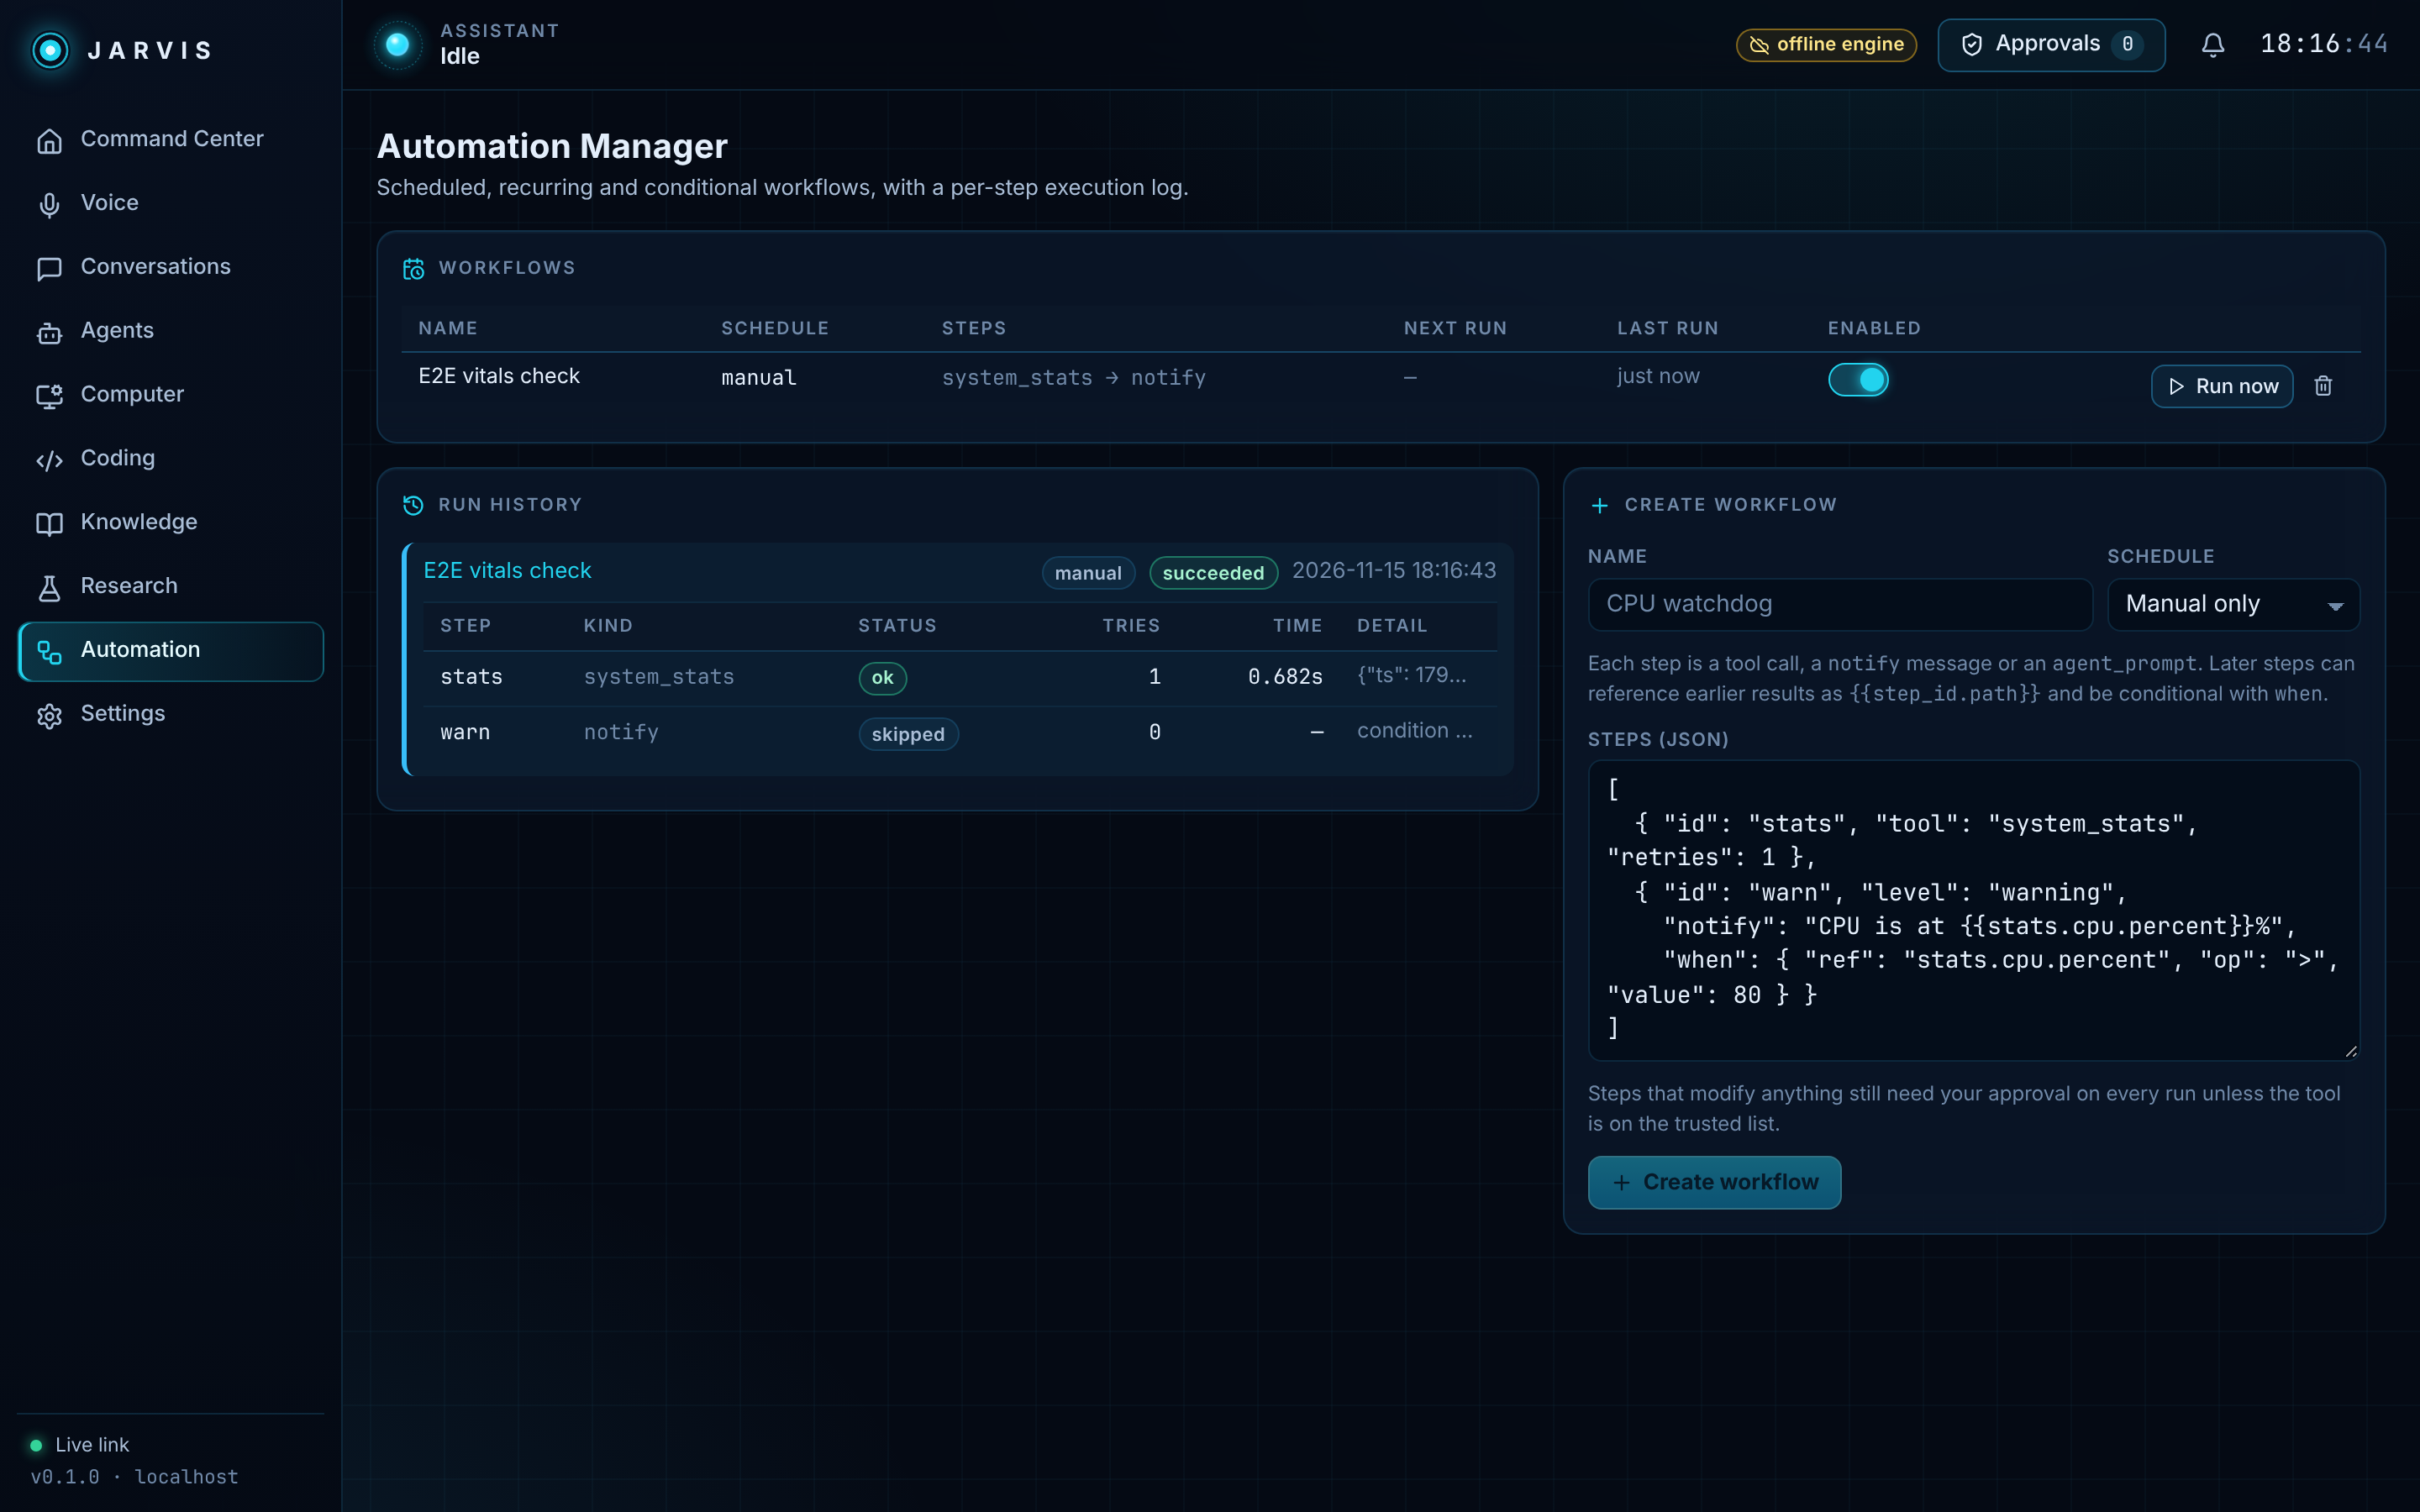 JARVIS
Command Center
Voice
Conversations
Agents
Computer
Coding
Knowledge
Research
Automation
Settings
Live link
v0.1.0 · localhost
ASSISTANT
Idle
offline engine
Approvals 0
18:16:44
Automation Manager
Scheduled, recurring and conditional workflows, with a per-step execution log.
WORKFLOWS
NAME SCHEDULE STEPS NEXT RUN LAST RUN ENABLED
E2E vitals check manual system_stats → notify — just now Run now
RUN HISTORY
E2E vitals check manual succeeded 2026-11-15 18:16:43
STEP KIND STATUS TRIES TIME DETAIL
stats system_stats ok 1 0.682s {"ts": 179...
warn notify skipped 0 — condition ...
CREATE WORKFLOW
NAME SCHEDULE
CPU watchdog Manual only
Each step is a tool call, a notify message or an agent_prompt. Later steps can
reference earlier results as {{step_id.path}} and be conditional with when.
STEPS (JSON)
[
  { "id": "stats", "tool": "system_stats",
"retries": 1 },
  { "id": "warn", "level": "warning",
    "notify": "CPU is at {{stats.cpu.percent}}%",
    "when": { "ref": "stats.cpu.percent", "op": ">",
"value": 80 } }
]
Steps that modify anything still need your approval on every run unless the tool
is on the trusted list.
Create workflow